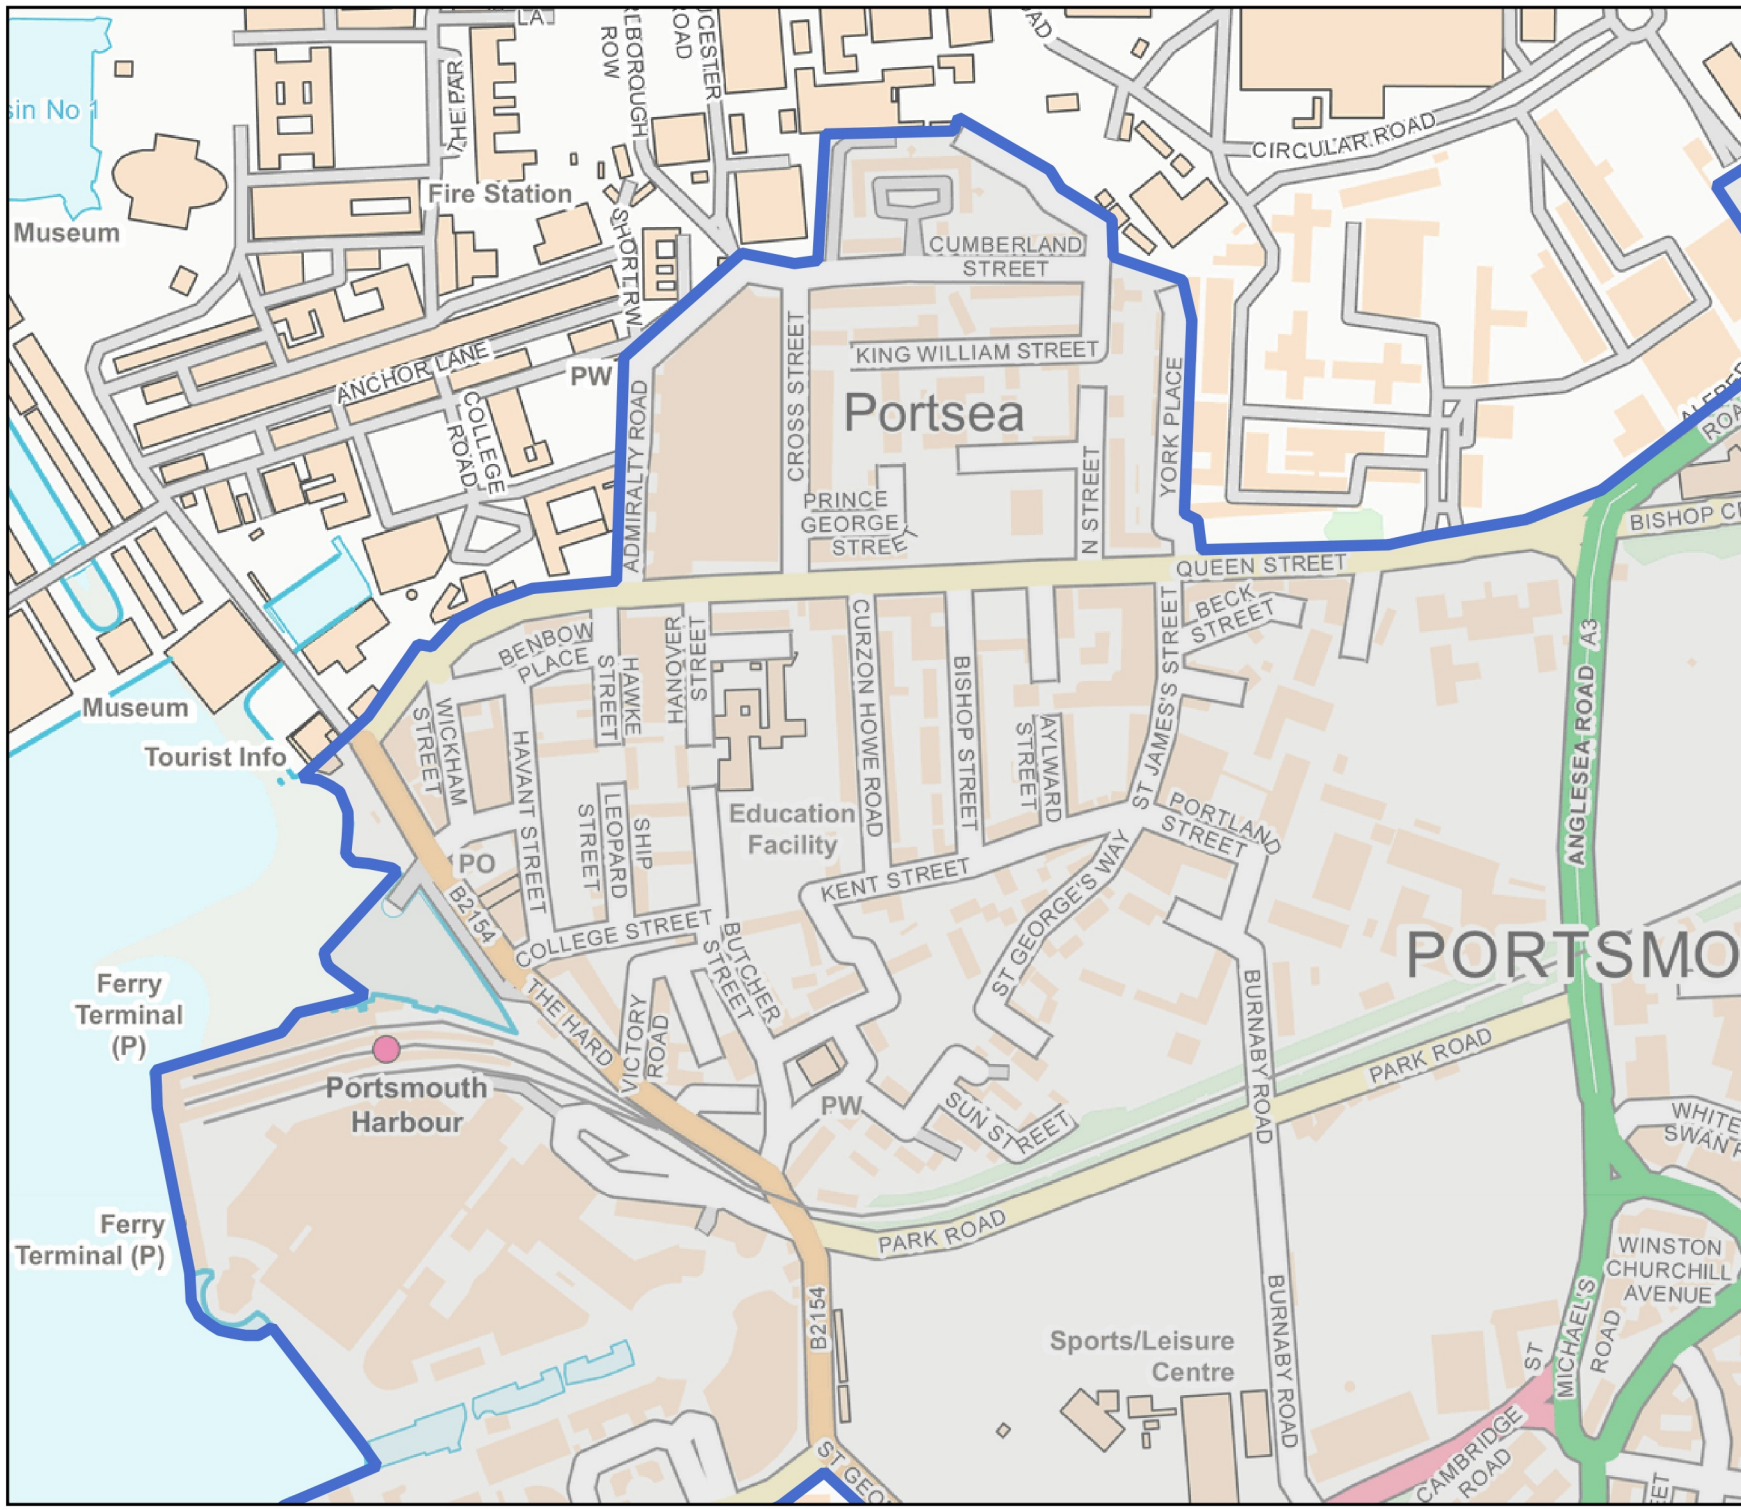 LA
ROW
ROAD
CIRCULAR ROAD
Museum
Fire Station
SHORT RW
CUMBERLAND
STREET
ANCHOR LANE
PW
COLLEGE
ROAD
ADMIRALTY ROAD
CROSS STREET
KING WILLIAM STREET
Portsea
YORK PLACE
N STREET
PRINCE
GEORGE
STREET
BISHOP C
QUEEN STREET
BECK
STREET
BENBOW
PLACE
HAWKE
STREET
HANOVER
STREET
CURZON HOWE ROAD
BISHOP STREET
AYLWARD
STREET
ST JAMES'S STREET
ANGLESEA ROAD A3
Museum
Tourist Info
WICKHAM
STREET
HAVANT STREET
SHIP
LEOPARD
STREET
Education
Facility
PORTLAND
STREET
PO
B2154
KENT STREET
ST GEORGE'S WAY
COLLEGE STREET
BUTCHER
STREET
PORTSMO
Ferry
Terminal
(P)
THE HARD
VICTORY
ROAD
BURNABY ROAD
PARK ROAD
Portsmouth
Harbour
PW
SUN STREET
WHITE
SWAN
Ferry
Terminal (P)
PARK ROAD
WINSTON
CHURCHILL
AVENUE
B2154
BURNABY ROAD
Sports/Leisure
Centre
ST
MICHAEL'S
ROAD
CAMBRIDGE
ROAD
ST GEO